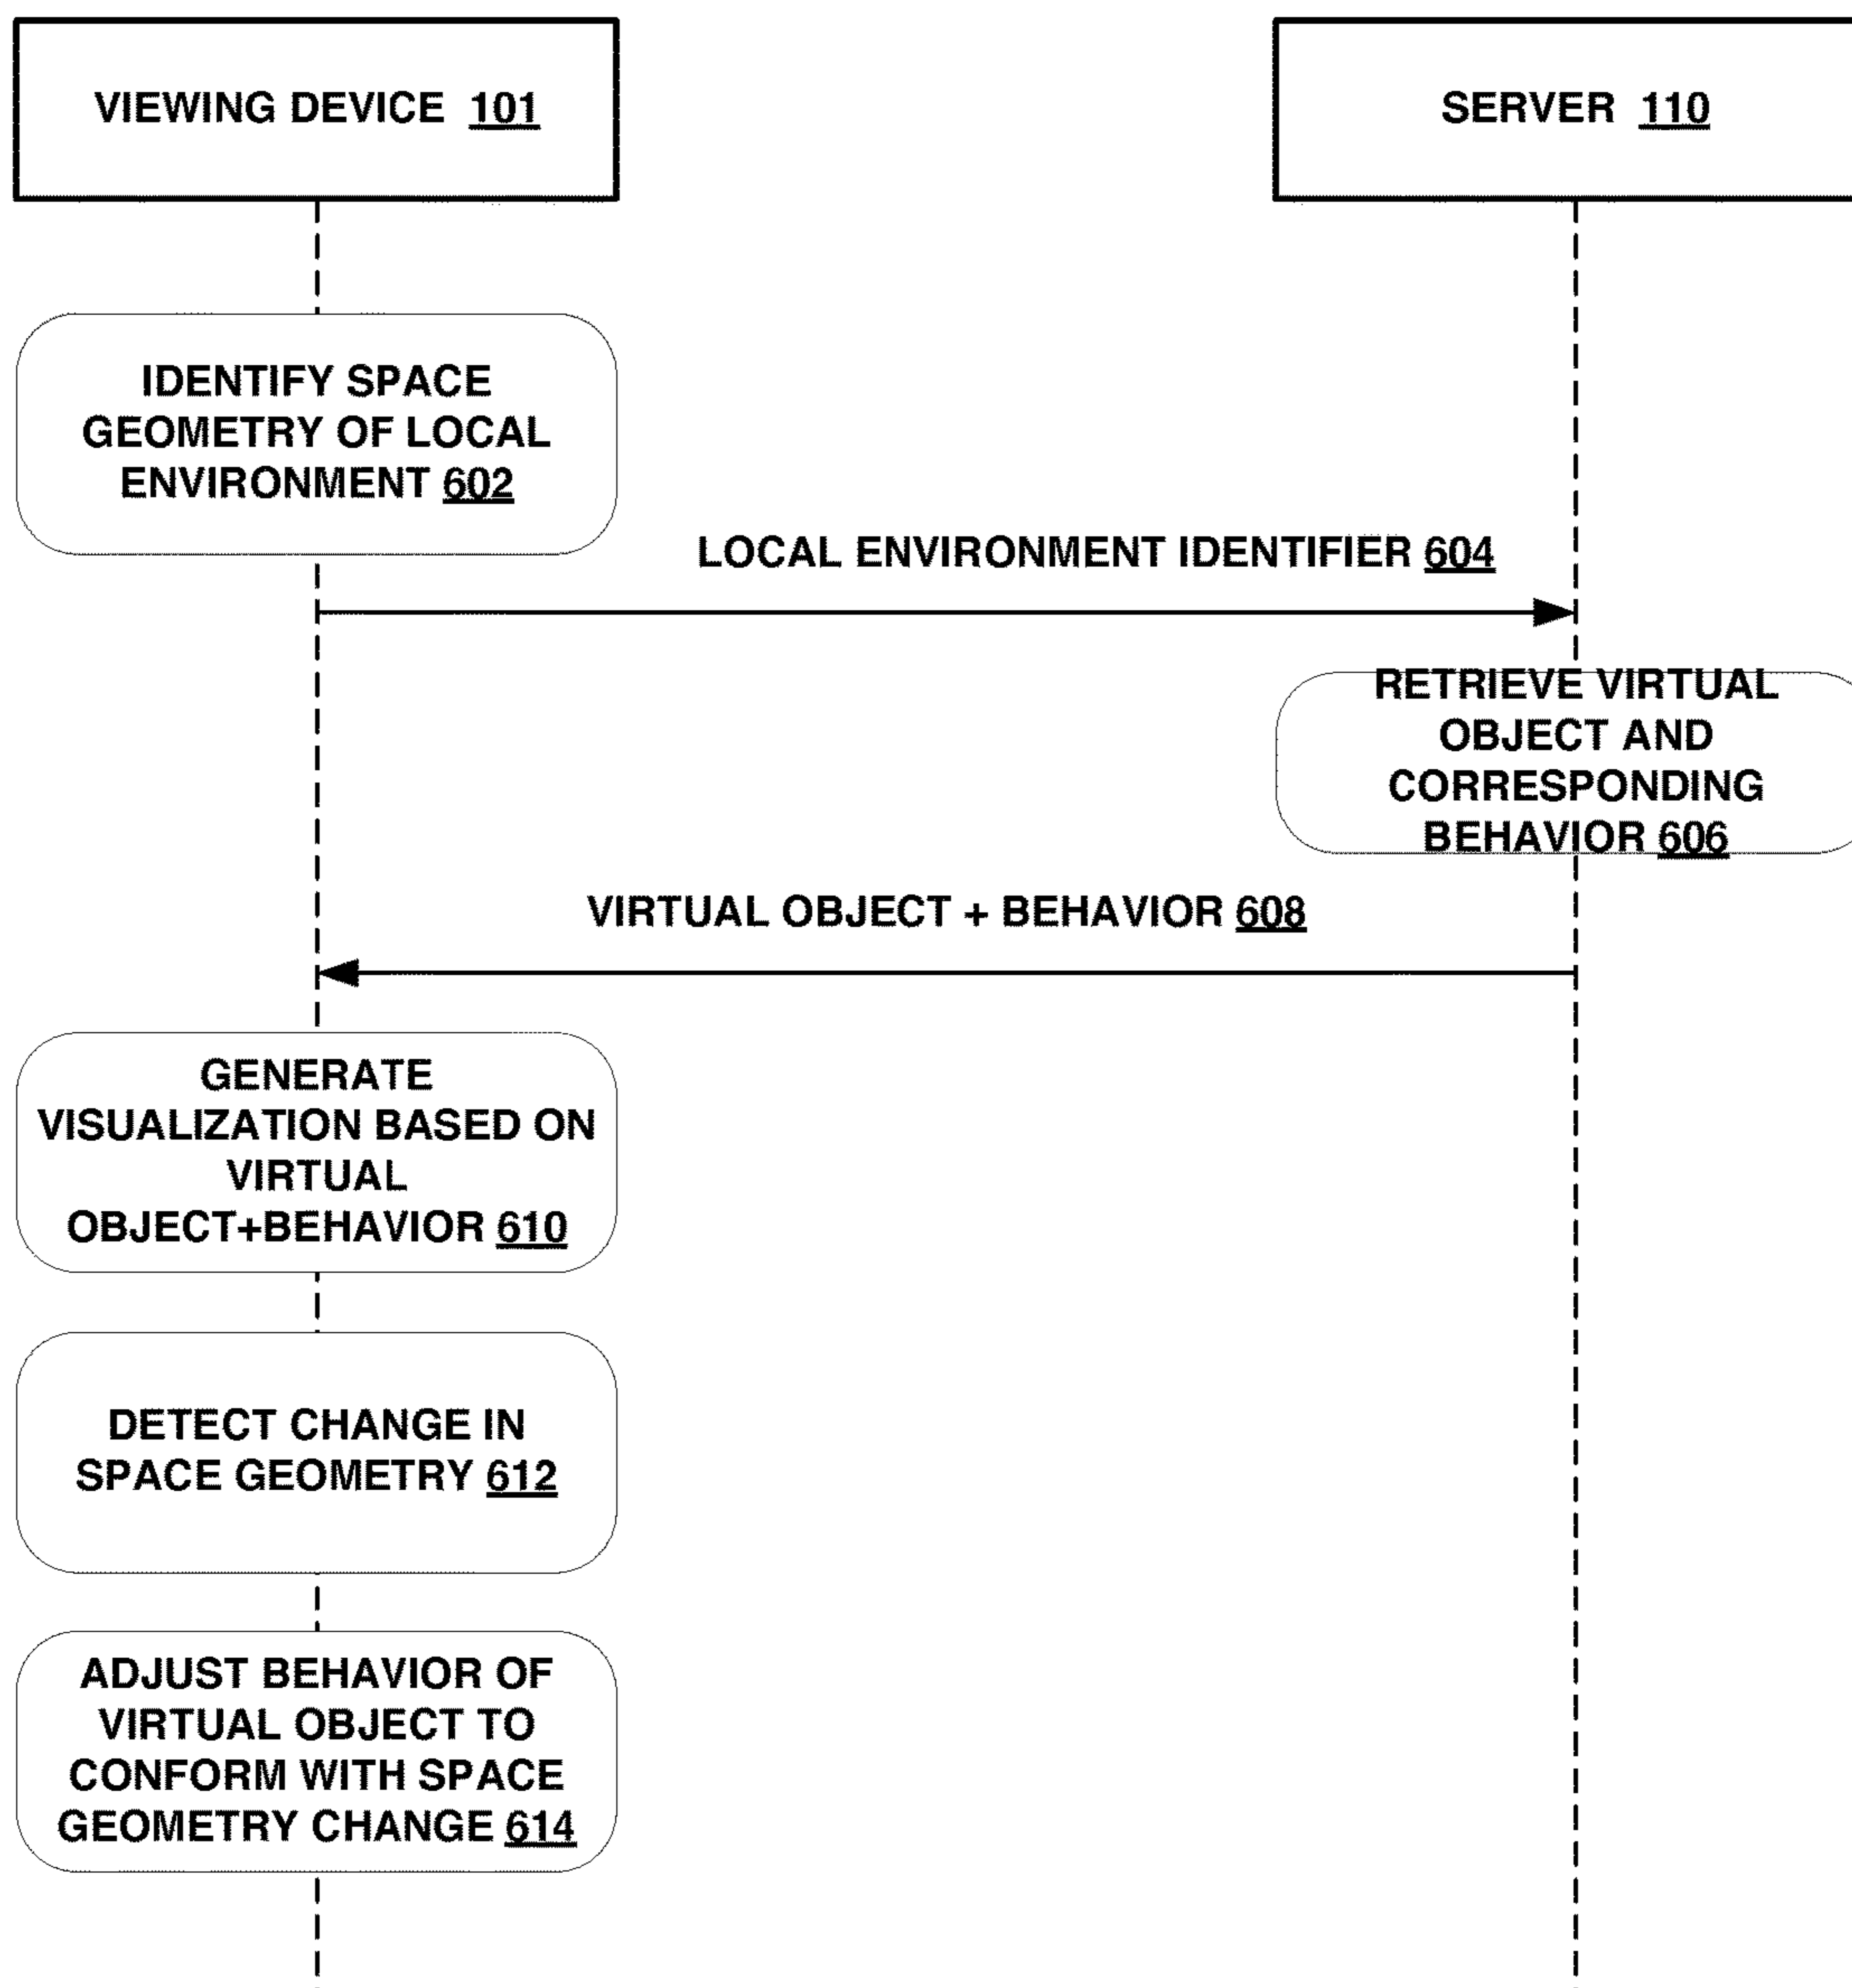 VIEWING DEVICE 101
SERVER 110
IDENTIFY SPACE
GEOMETRY OF LOCAL
ENVIRONMENT 602
LOCAL ENVIRONMENT IDENTIFIER 604
RETRIEVE VIRTUAL
OBJECT AND
CORRESPONDING
BEHAVIOR 606
VIRTUAL OBJECT + BEHAVIOR 608
GENERATE
VISUALIZATION BASED ON
VIRTUAL
OBJECT+BEHAVIOR 610
DETECT CHANGE IN
SPACE GEOMETRY 612
ADJUST BEHAVIOR OF
VIRTUAL OBJECT TO
CONFORM WITH SPACE
GEOMETRY CHANGE 614